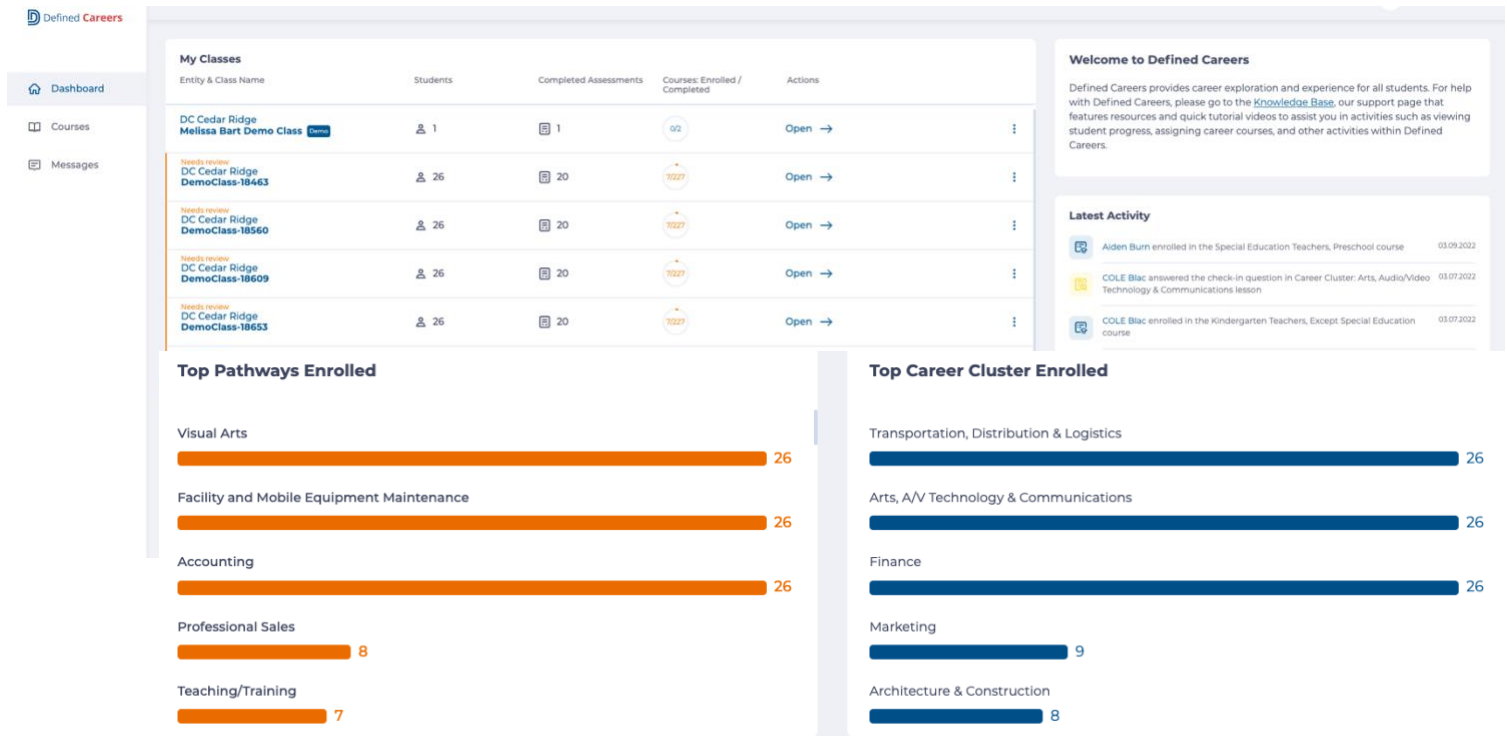 Defined Careers
Dashboard
Courses
Messages
My Classes
Entity & Class Name
Students
Completed Assessments
Courses: Enrolled /
Completed
Actions
DC Cedar Ridge
Melissa Bart Demo Class Demo
1
1
0/2
Open →
Needs review
DC Cedar Ridge
DemoClass-18463
26
20
7/227
Open →
Needs review
DC Cedar Ridge
DemoClass-18560
26
20
7/227
Open →
Needs review
DC Cedar Ridge
DemoClass-18609
26
20
7/227
Open →
Needs review
DC Cedar Ridge
DemoClass-18653
26
20
7/227
Open →
Welcome to Defined Careers
Defined Careers provides career exploration and experience for all students. For help
with Defined Careers, please go to the Knowledge Base, our support page that
features resources and quick tutorial videos to assist you in activities such as viewing
student progress, assigning career courses, and other activities within Defined
Careers.
Latest Activity
Aiden Burn enrolled in the Special Education Teachers, Preschool course 03.09.2022
COLE Blac answered the check-in question in Career Cluster: Arts, Audio/Video 03.07.2022
Technology & Communications lesson
COLE Blac enrolled in the Kindergarten Teachers, Except Special Education 03.07.2022
course
Top Pathways Enrolled
Visual Arts
26
Facility and Mobile Equipment Maintenance
26
Accounting
26
Professional Sales
8
Teaching/Training
7
Top Career Cluster Enrolled
Transportation, Distribution & Logistics
26
Arts, A/V Technology & Communications
26
Finance
26
Marketing
9
Architecture & Construction
8